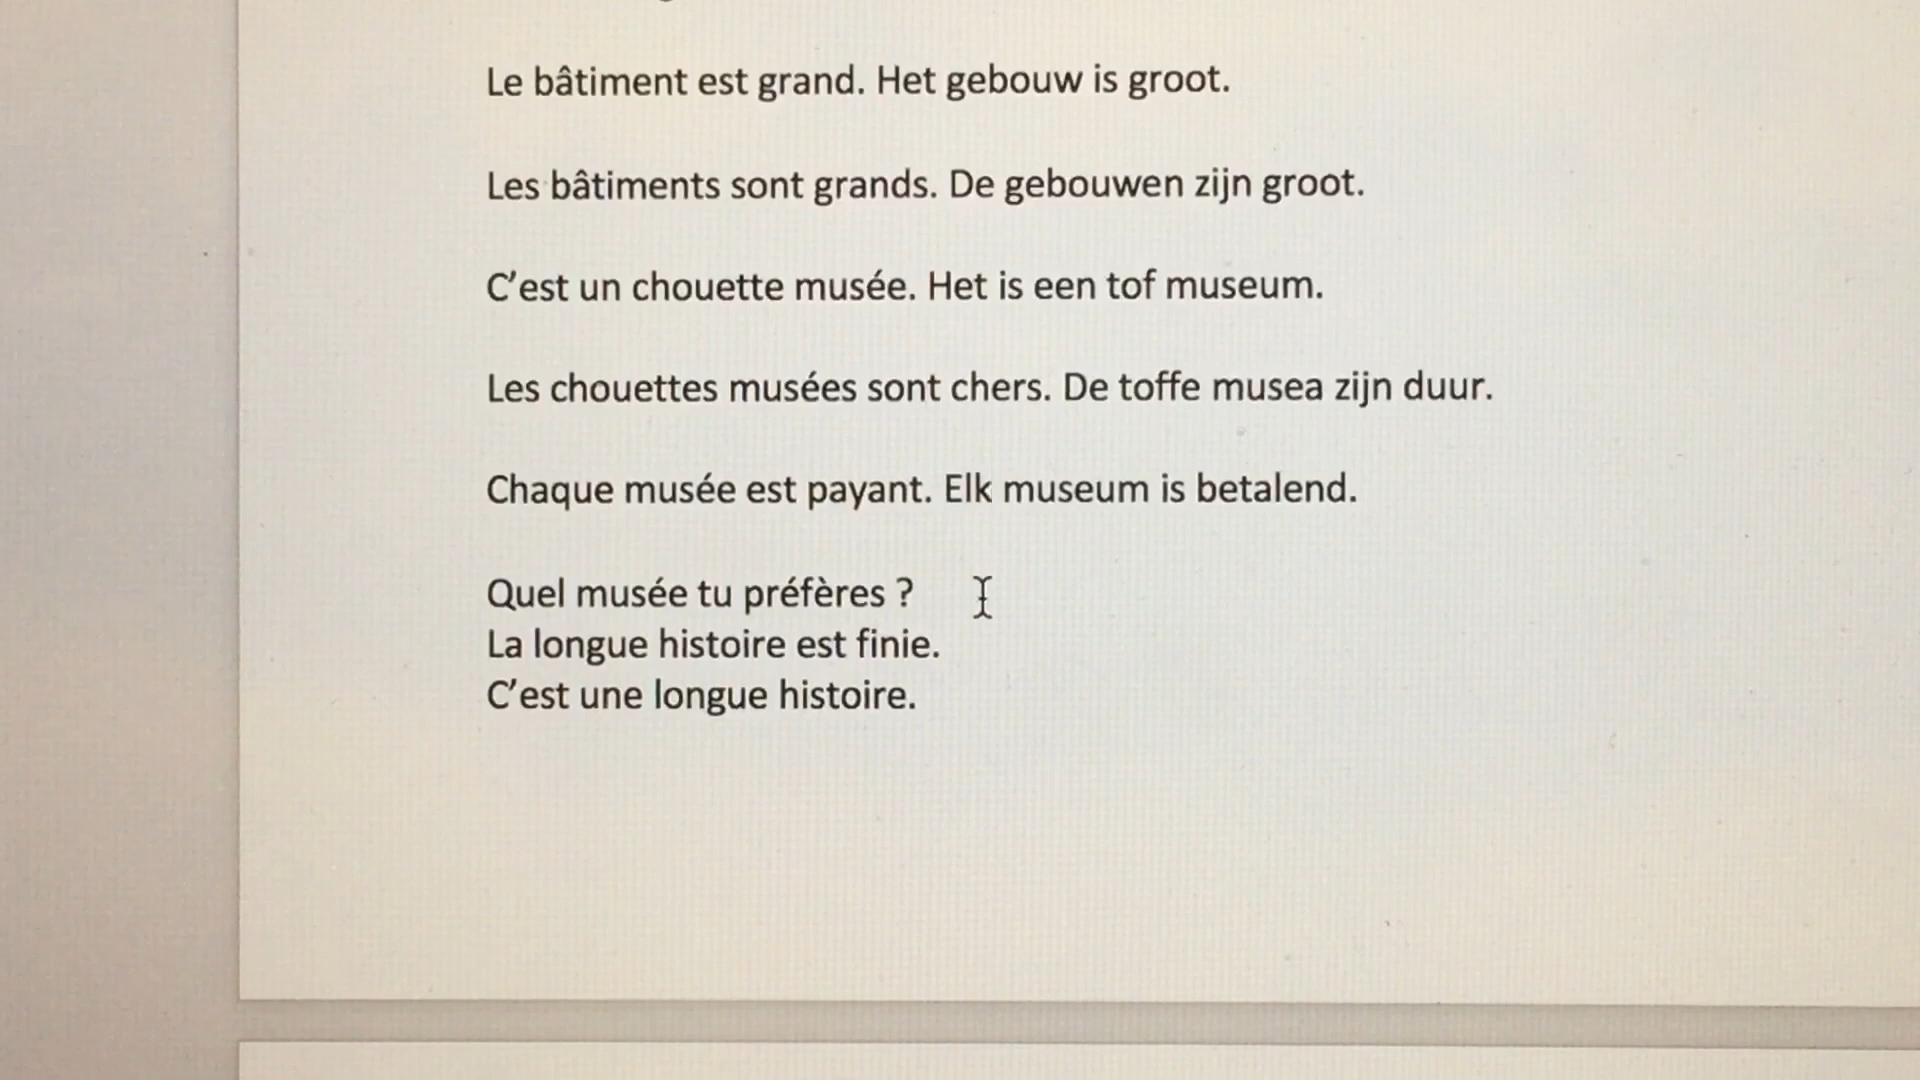 Le bâtiment est grand. Het gebouw is groot.
Les bâtiments sont grands. De gebouwen zijn groot.
C’est un chouette musée. Het is een tof museum.
Les chouettes musées sont chers. De toffe musea zijn duur.
Chaque musée est payant. Elk museum is betalend.
Quel musée tu préfères ?
La longue histoire est finie.
C’est une longue histoire.